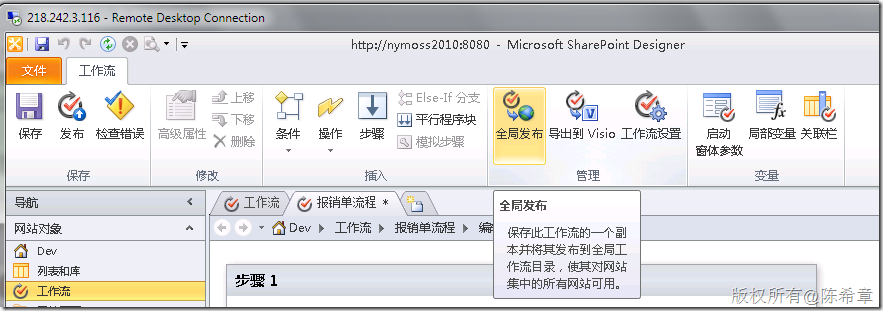 218.242.3.116 - Remote Desktop Connection
http://nymoss2010:8080 - Microsoft SharePoint Designer
文件 工作流
上移 Else-If 分支
下移 平行程序块
删除 模拟步骤
保存 发布 检查错误 高级属性 条件 操作 步骤 全局发布 导出到 Visio 工作流设置 启动 窗体参数 局部变量 关联栏
保存 修改 插入 管理 变量
导航 工作流 报销单流程 *
网站对象 Dev 工作流 报销单流程
全局发布
保存此工作流的一个副
本并将其发布到全局工
作流目录，使其对网站
集中的所有网站可用。
Dev
列表和库
工作流
步骤 1
版权所有@陈希章